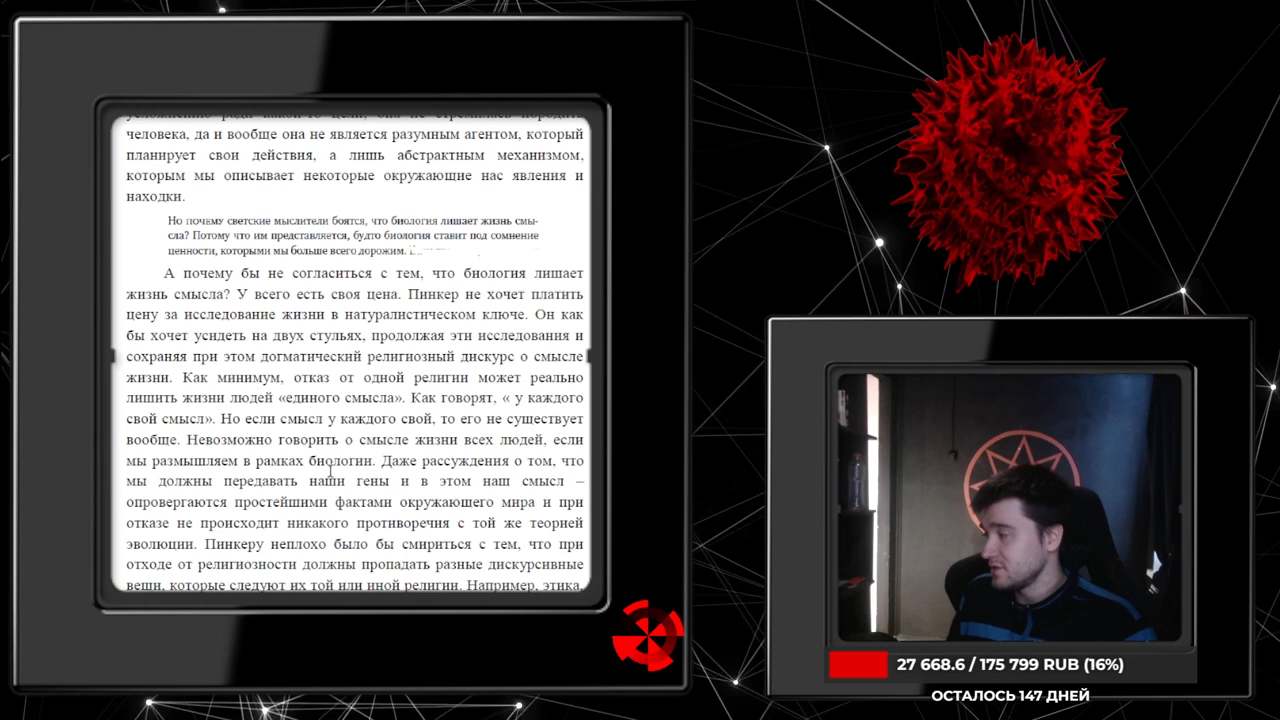 человека, да и вообще она не является разумным агентом, который
планирует свои действия, а лишь абстрактным механизмом,
которым мы описывает некоторые окружающие нас явления и
находки.
Но почему светские мыслители боятся, что биология лишает жизнь смы-
сла? Потому что им представляется, будто биология ставит под сомнение
ценности, которыми мы больше всего дорожим.
А почему бы не согласиться с тем, что биология лишает
жизнь смысла? У всего есть своя цена. Пинкер не хочет платить
цену за исследование жизни в натуралистическом ключе. Он как
бы хочет усидеть на двух стульях, продолжая эти исследования и
сохраняя при этом догматический религиозный дискурс о смысле
жизни. Как минимум, отказ от одной религии может реально
лишить жизни людей «единого смысла». Как говорят, « у каждого
свой смысл». Но если смысл у каждого свой, то его не существует
вообще. Невозможно говорить о смысле жизни всех людей, если
мы размышляем в рамках биологии. Даже рассуждения о том, что
мы должны передавать наши гены и в этом наш смысл –
опровергаются простейшими фактами окружающего мира и при
отказе не происходит никакого противоречия с той же теорией
эволюции. Пинкеру неплохо было бы смириться с тем, что при
отходе от религиозности должны пропадать разные дискурсивные
вещи, которые следуют их той или иной религии. Например, этика,
27 668.6 / 175 799 RUB (16%)
ОСТАЛОСЬ 147 ДНЕЙ